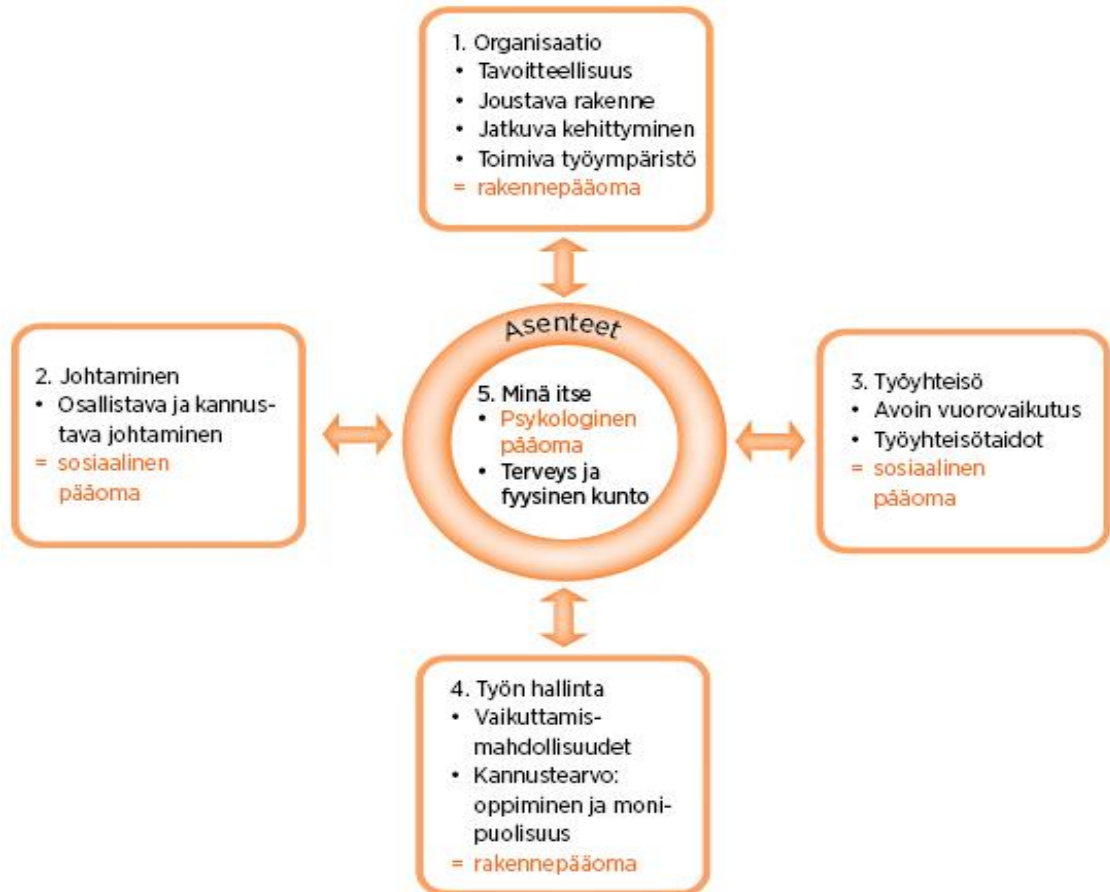 1. Organisaatio
• Tavoitteellisuus
• Joustava rakenne
• Jatkuva kehittyminen
• Toimiva työympäristö
= rakennepääoma
Asenteet
2. Johtaminen
• Osallistava ja kannus-
tava johtaminen
= sosiaalinen
pääoma
5. Minä itse
• Psykologinen
pääoma
• Terveys ja
fyysinen kunto
3. Työyhteisö
• Avoin vuorovaikutus
• Työyhteisötaidot
= sosiaalinen
pääoma
4. Työn hallinta
• Vaikuttamis-
mahdollisuudet
• Kannustearvo:
oppiminen ja moni-
puolisuus
= rakennepääoma